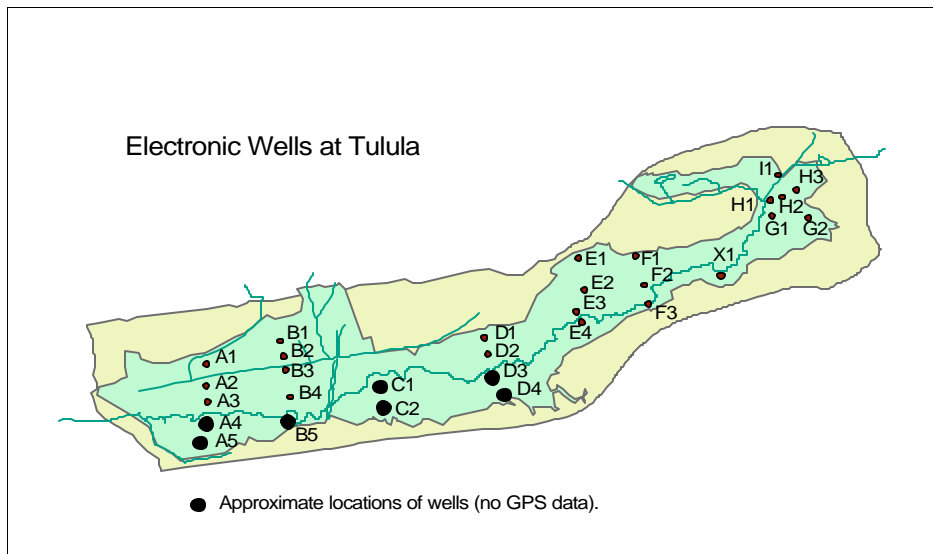 Electronic Wells at Tulula
I1
H3
H1
H2
G1
G2
X1
E1
F1
F2
E2
E3
F3
E4
B1
D1
A1
B2
D2
B3
D3
A2
C1
A3
B4
D4
C2
A4
B5
A5
Approximate locations of wells (no GPS data).